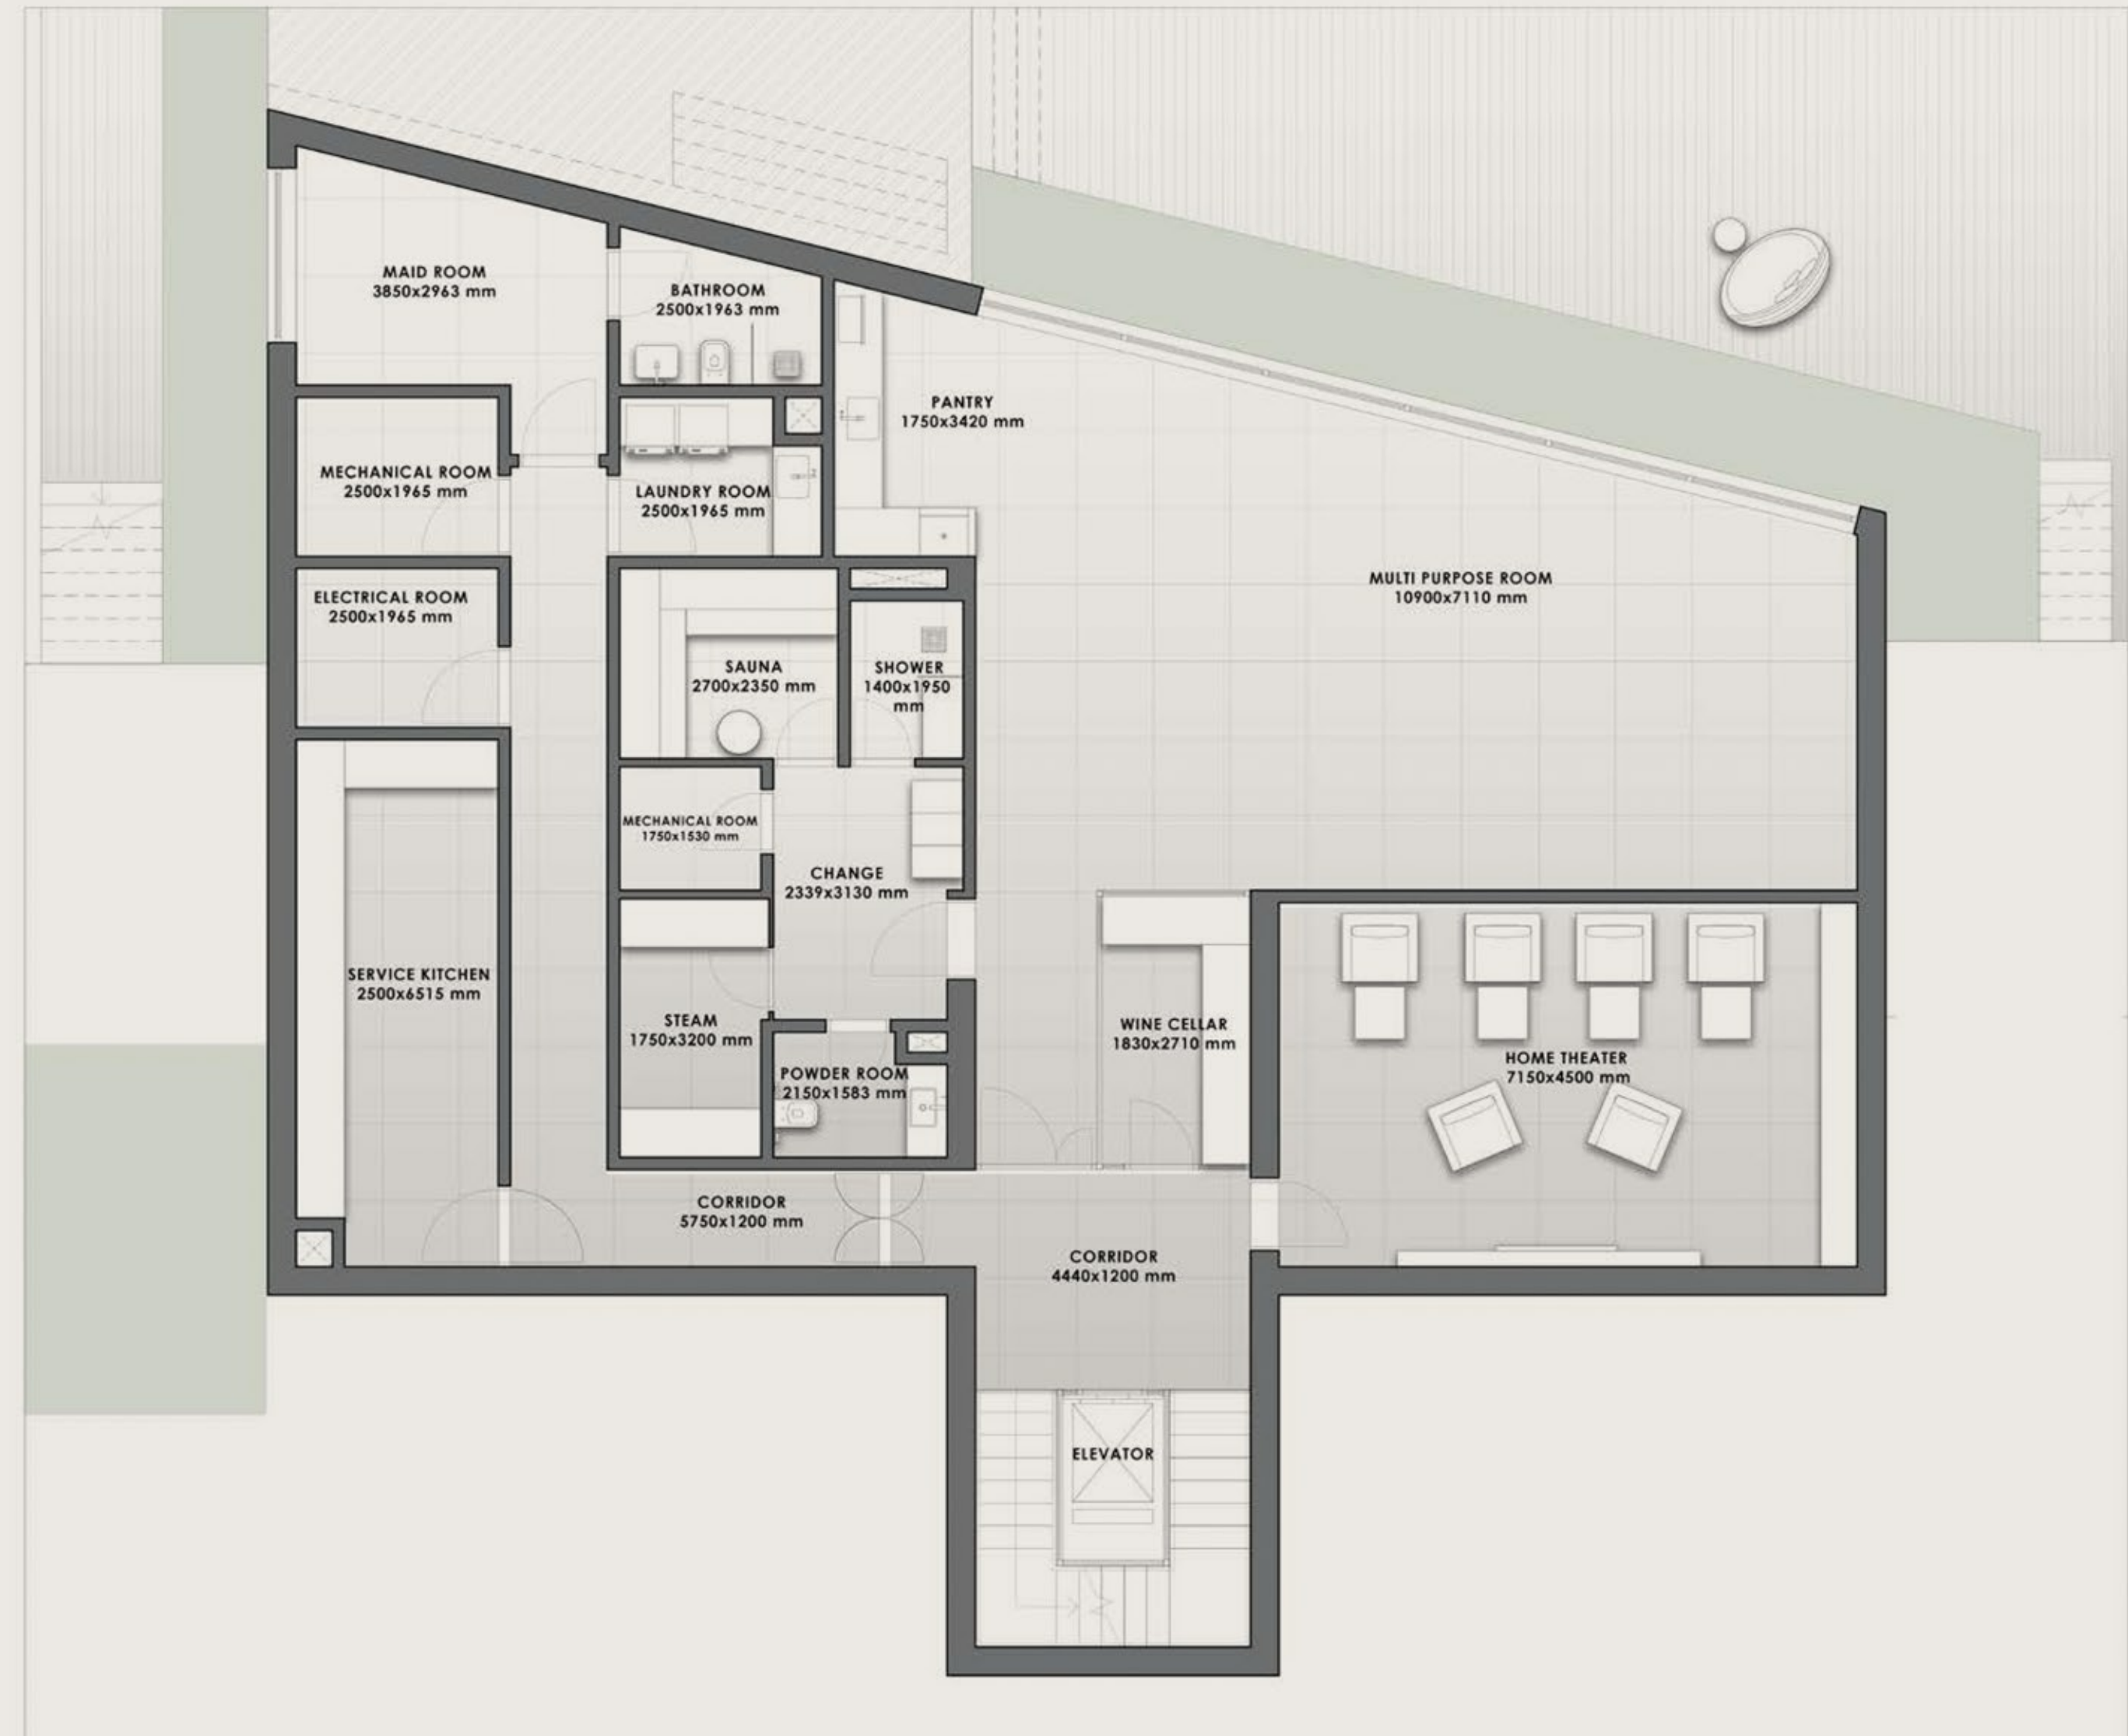 MAID ROOM
3850x2963 mm
BATHROOM
2500x1963 mm
PANTRY
1750x3420 mm
MECHANICAL ROOM
2500x1965 mm
LAUNDRY ROOM
2500x1965 mm
MULTI PURPOSE ROOM
10900x7110 mm
ELECTRICAL ROOM
2500x1965 mm
SAUNA
2700x2350 mm
SHOWER
1400x1950
mm
MECHANICAL ROOM
1750x1530 mm
CHANGE
2339x3130 mm
SERVICE KITCHEN
2500x6515 mm
STEAM
1750x3200 mm
WINE CELLAR
1830x2710 mm
POWDER ROOM
2150x1583 mm
HOME THEATER
7150x4500 mm
CORRIDOR
5750x1200 mm
CORRIDOR
4440x1200 mm
ELEVATOR